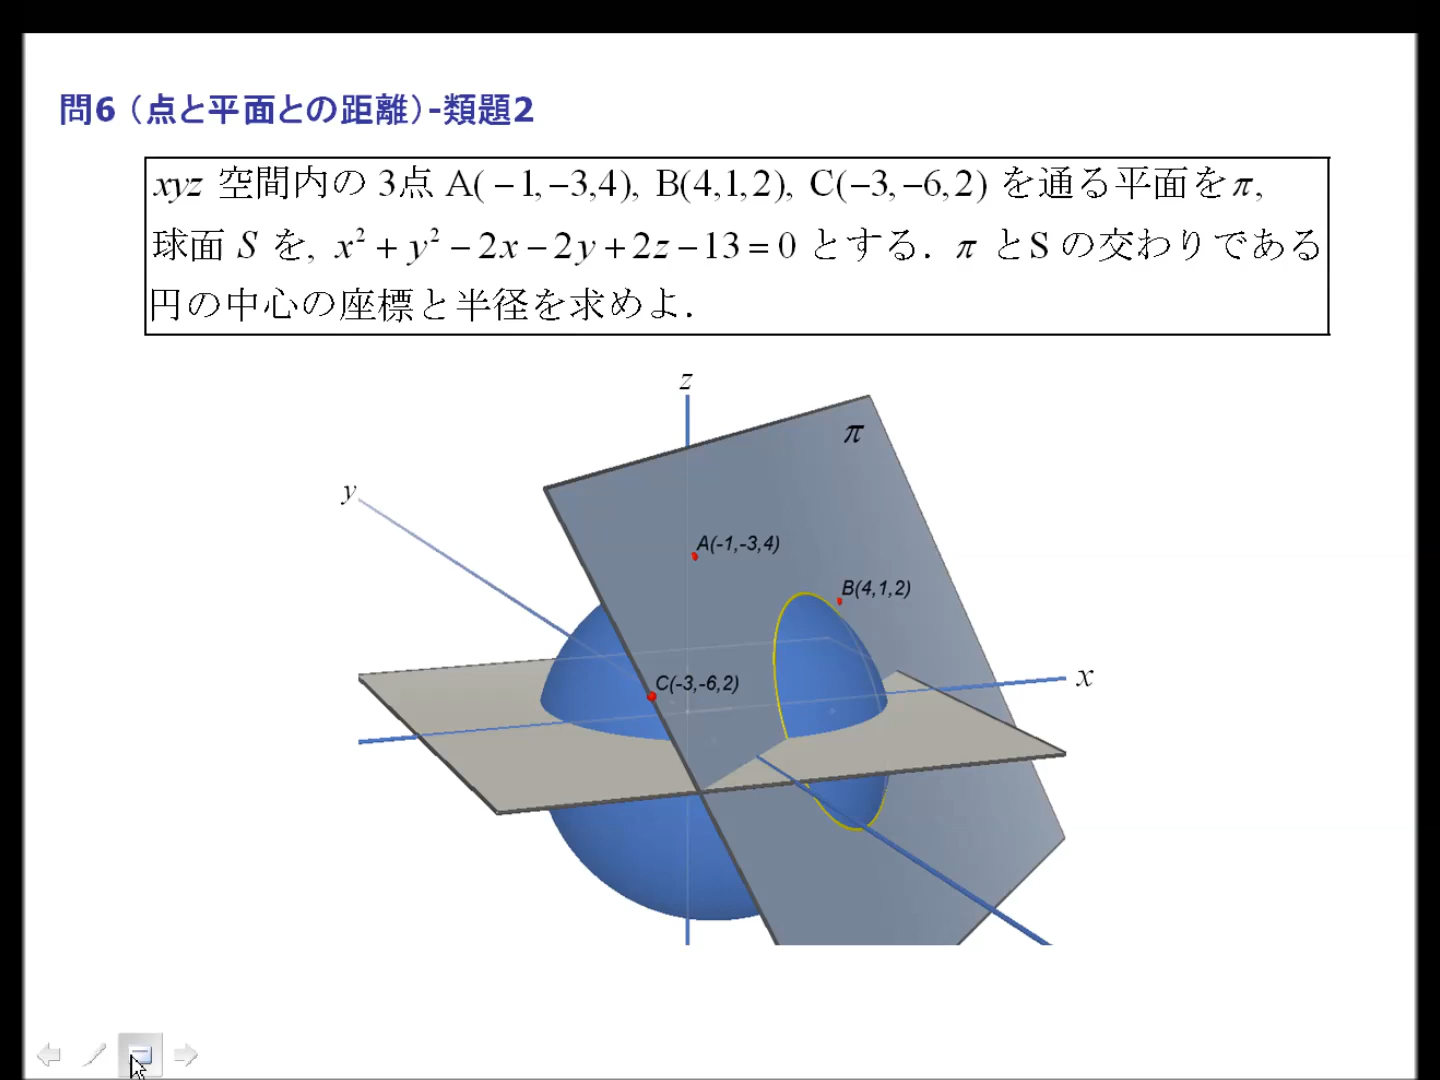 問6（点と平面との距離）-類題2
xyz 空間内の 3点 A( −1,−3,4), B(4,1,2), C(−3,−6,2) を通る平面をπ,
球面 S を, x² + y² − 2x − 2y + 2z − 13 = 0 とする. π とS の交わりである
円の中心の座標と半径を求めよ.
z
π
y
A(-1,-3,4)
B(4,1,2)
C(-3,-6,2)
x